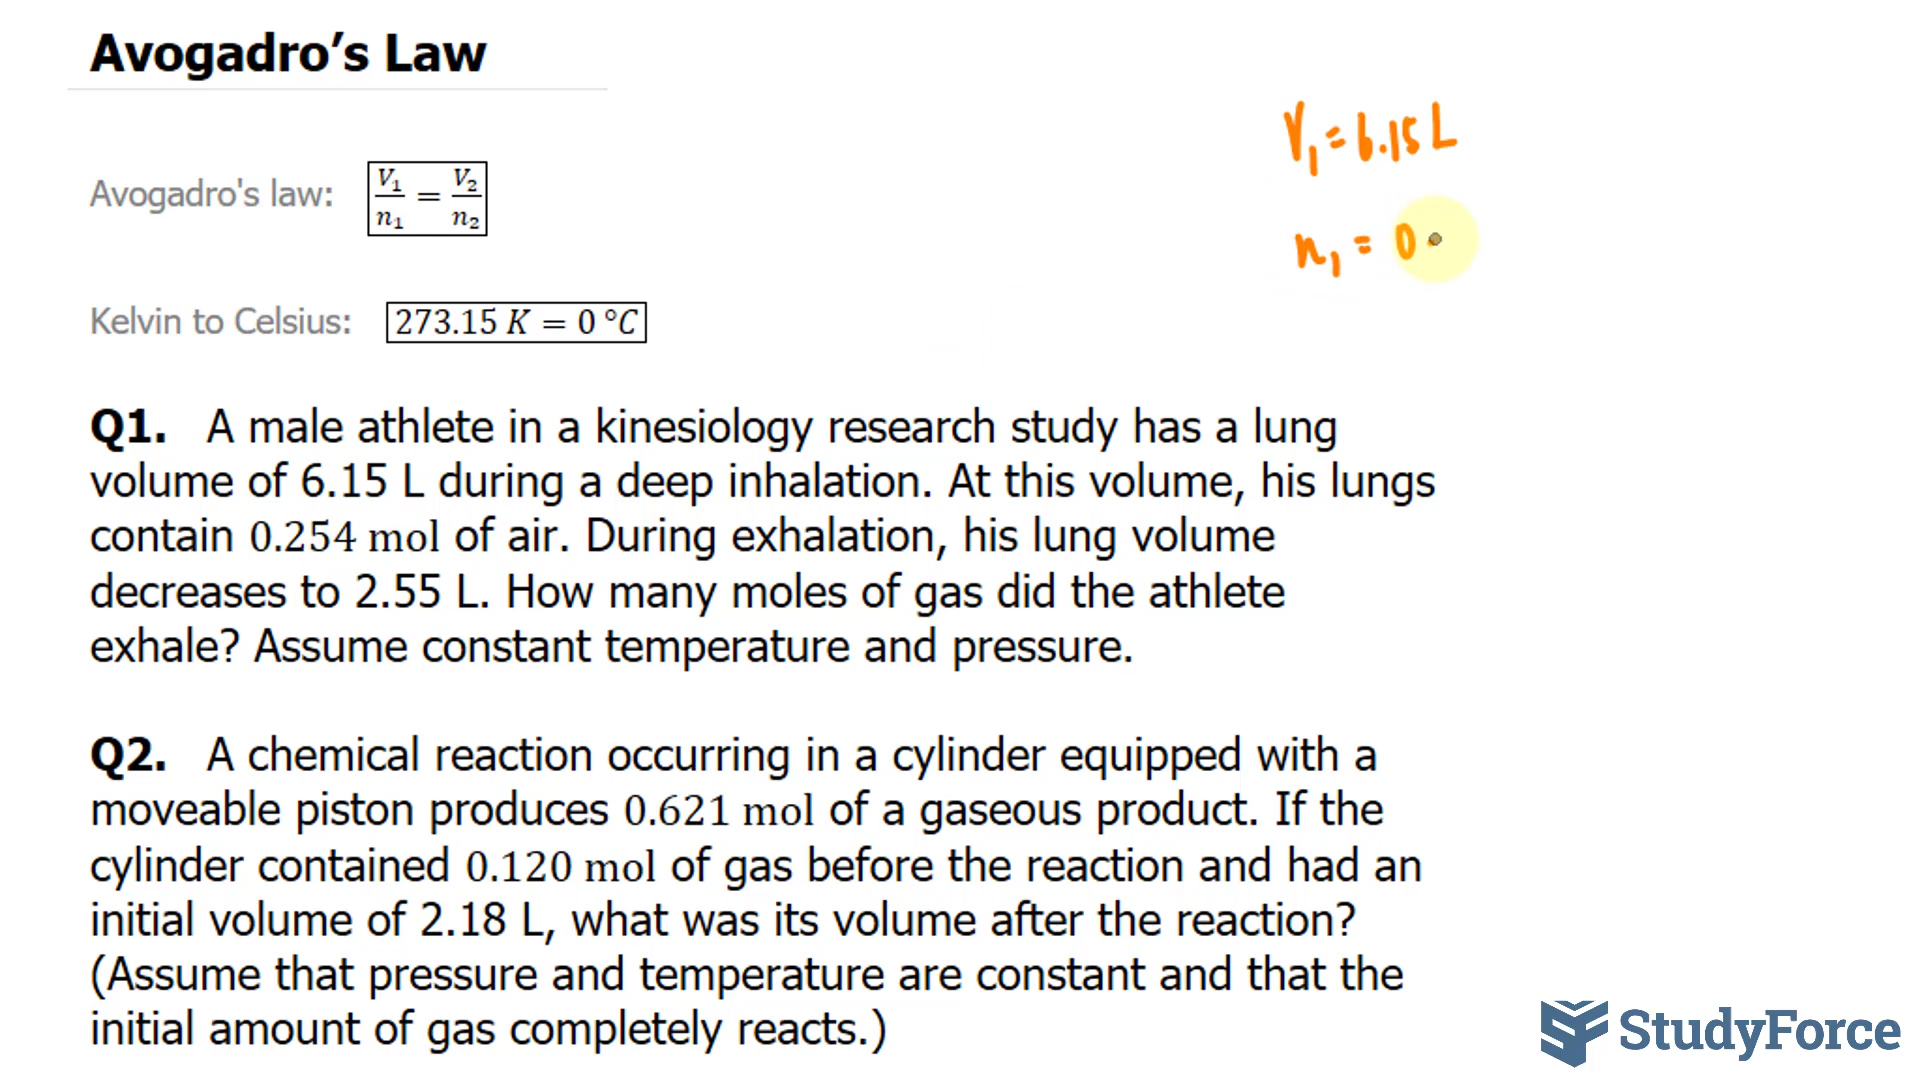 Avogadro’s Law
V₁ = 6.15 L
Avogadro's law: V₁/n₁ = V₂/n₂
n₁ = 0.
Kelvin to Celsius: 273.15 K = 0 °C
Q1. A male athlete in a kinesiology research study has a lung
volume of 6.15 L during a deep inhalation. At this volume, his lungs
contain 0.254 mol of air. During exhalation, his lung volume
decreases to 2.55 L. How many moles of gas did the athlete
exhale? Assume constant temperature and pressure.
Q2. A chemical reaction occurring in a cylinder equipped with a
moveable piston produces 0.621 mol of a gaseous product. If the
cylinder contained 0.120 mol of gas before the reaction and had an
initial volume of 2.18 L, what was its volume after the reaction?
(Assume that pressure and temperature are constant and that the
initial amount of gas completely reacts.)
StudyForce